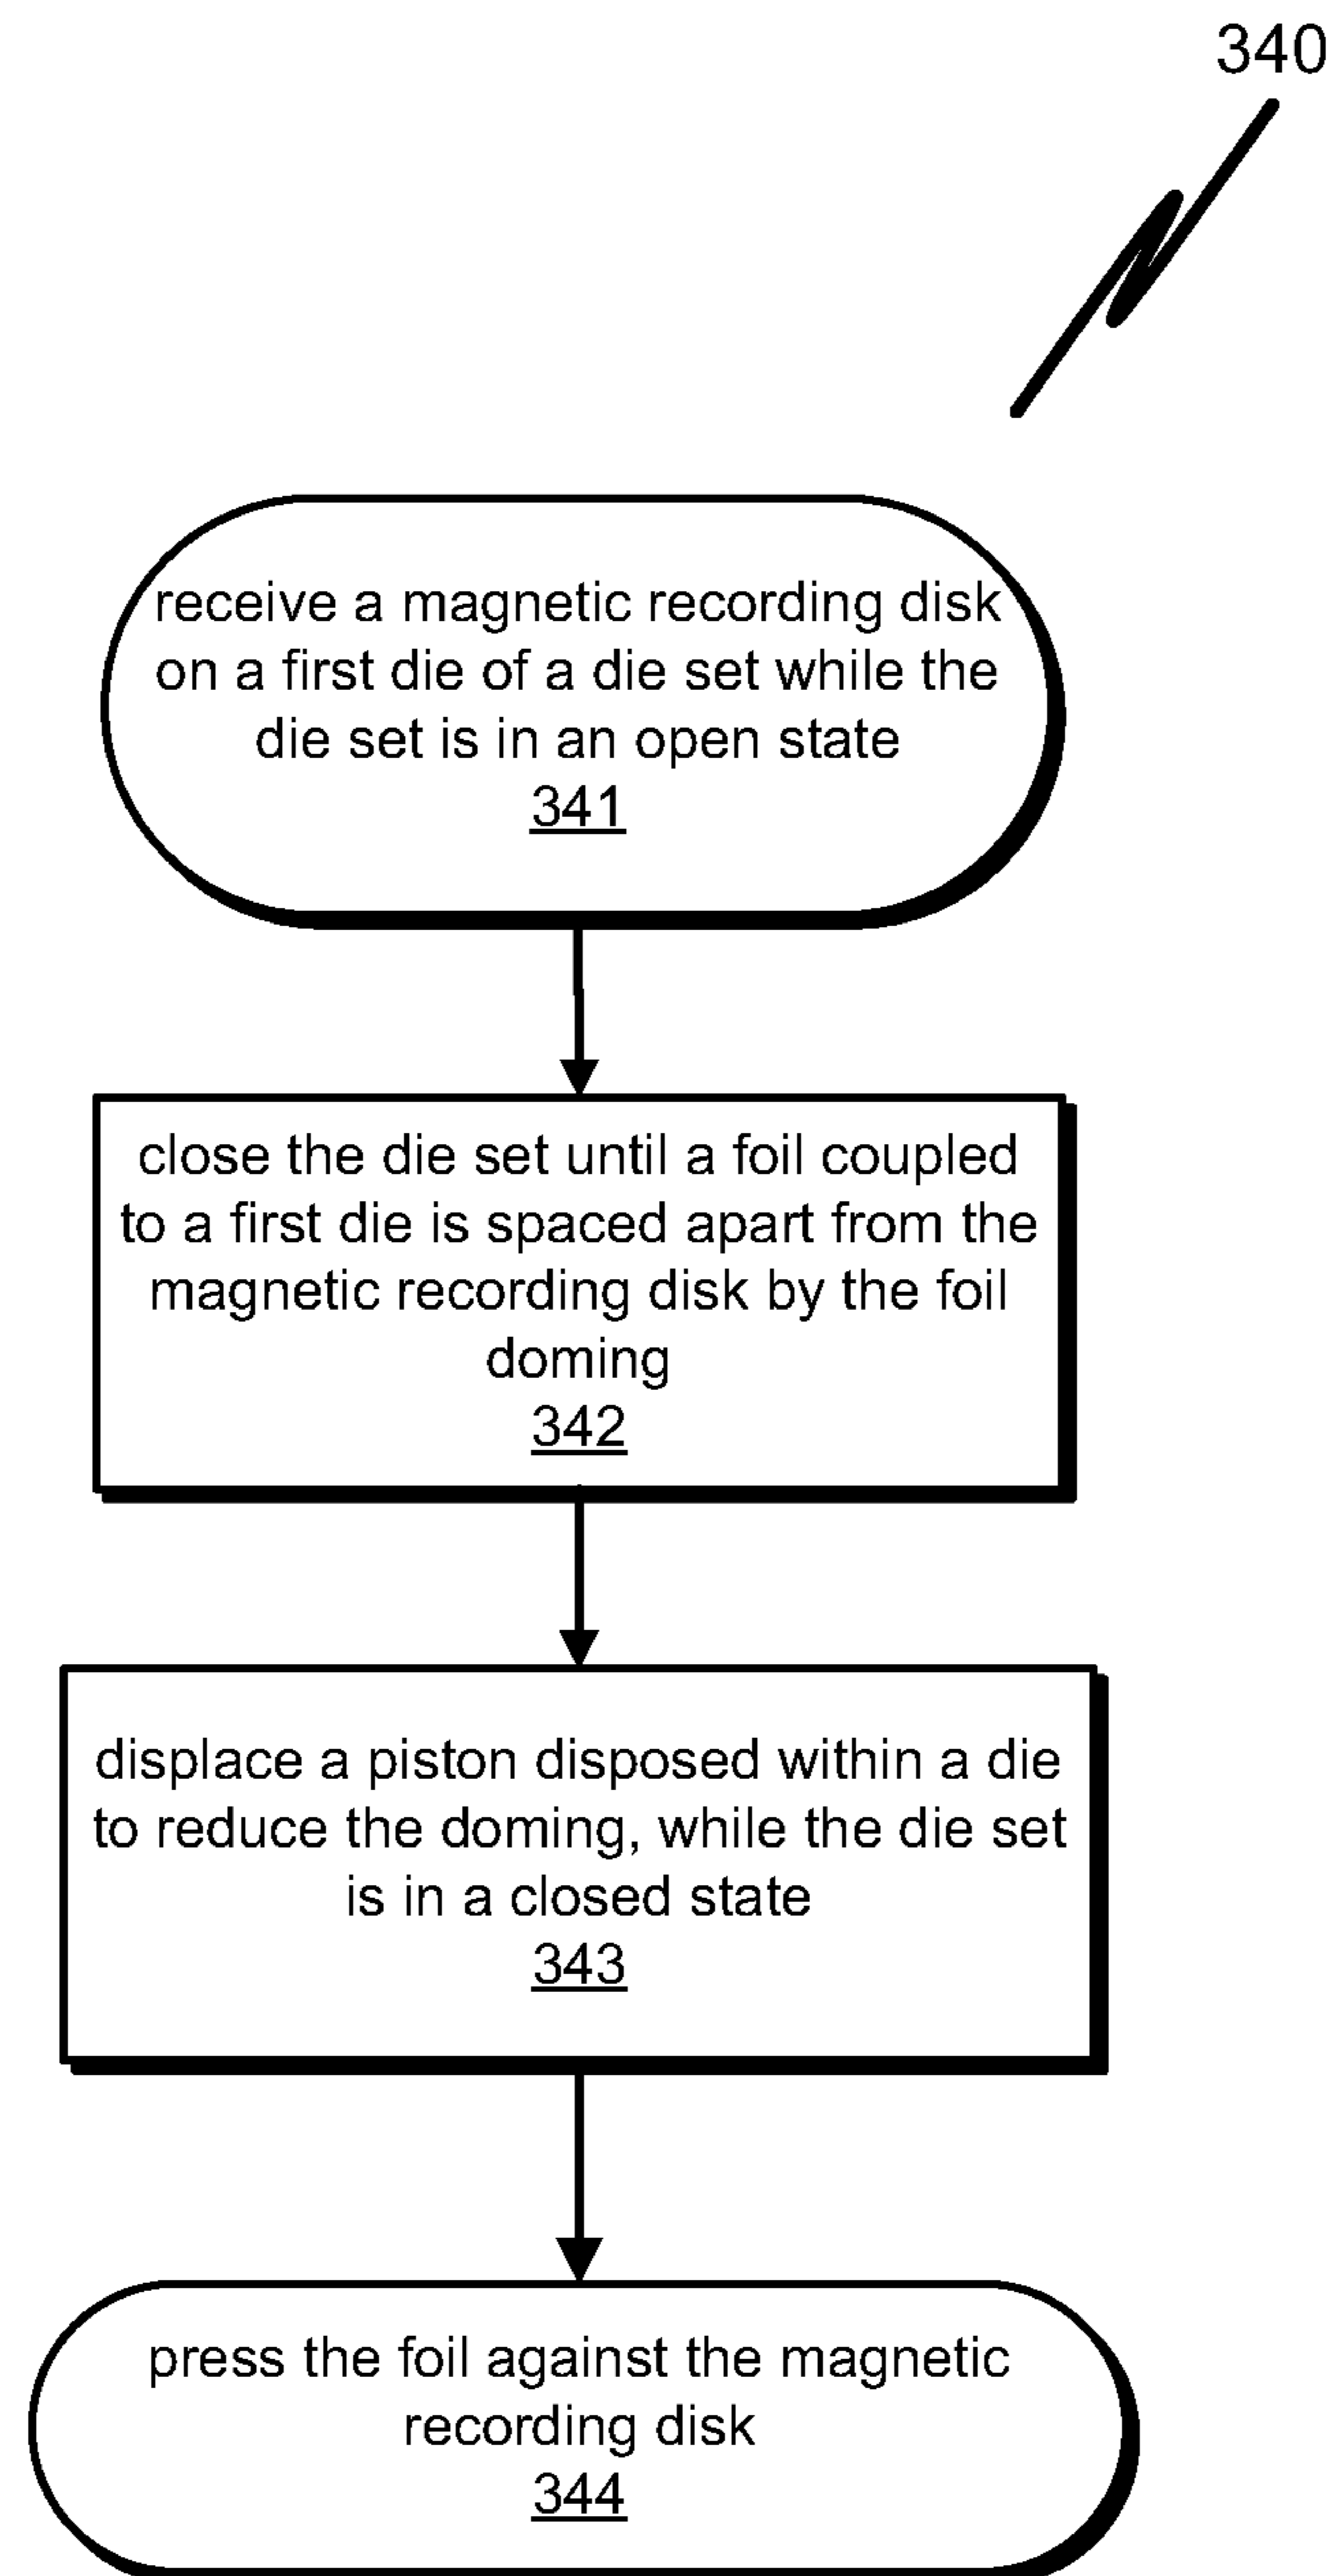 340
receive a magnetic recording disk
on a first die of a die set while the
die set is in an open state
341
close the die set until a foil coupled
to a first die is spaced apart from the
magnetic recording disk by the foil
doming
342
displace a piston disposed within a die
to reduce the doming, while the die set
is in a closed state
343
press the foil against the magnetic
recording disk
344